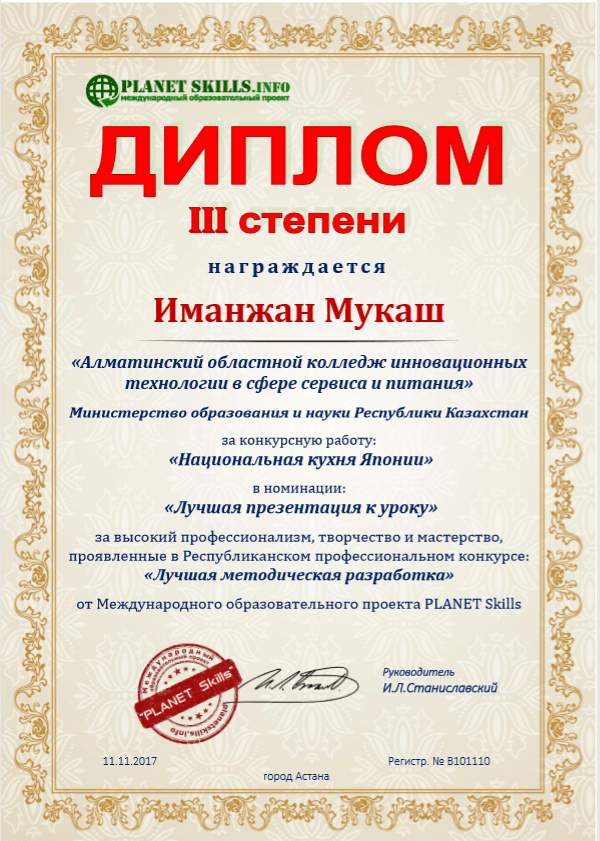 PLANET SKILLS.INFO
международный образовательный проект
ДИПЛОМ
III степени
награждается
Иманжан Мукаш
«Алматинский областной колледж инновационных
технологии в сфере сервиса и питания»
Министерство образования и науки Республики Казахстан
за конкурсную работу:
«Национальная кухня Японии»
в номинации:
«Лучшая презентация к уроку»
за высокий профессионализм, творчество и мастерство,
проявленные в Республиканском профессиональном конкурсе:
«Лучшая методическая разработка»
от Международного образовательного проекта PLANET Skills
Международный
образовательный проект
"PLANET Skills"
planetskills.info
Руководитель
И.Л.Станиславский
11.11.2017
Регистр. № В101110
город Астана